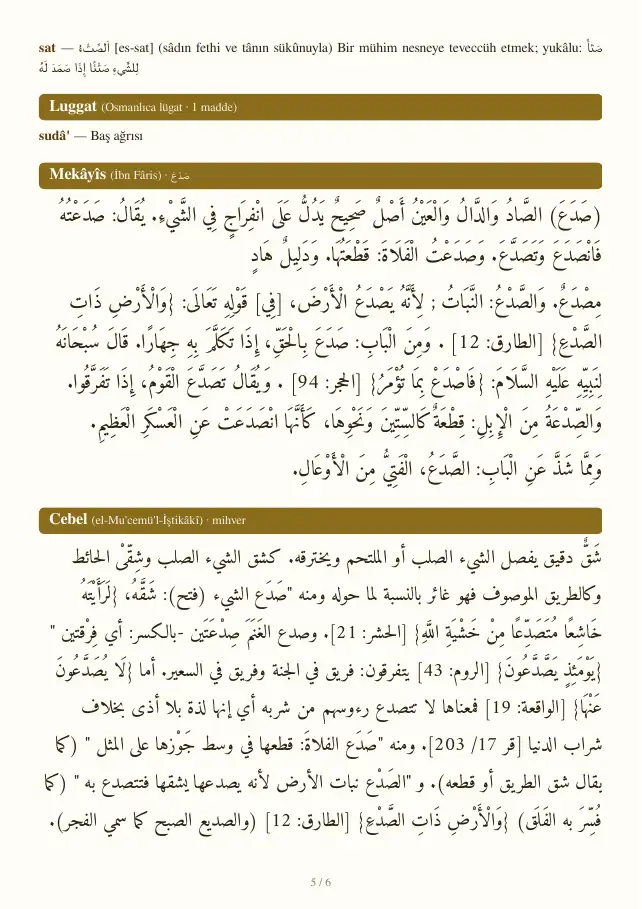 sat — اَلصَّتْءُ [es-sat] (sâdın fethi ve tânın sükûnuyla) Bir mühim nesneye teveccüh etmek; yukâlu: صَتَأَ
لِلشَّيْءِ صَتْئًا إِذَا صَمَدَ لَهُ
Luggat (Osmanlıca lügat · 1 madde)
sudâ' — Baş ağrısı
Mekâyîs (İbn Fâris) · صَدَعَ
(صَدَعَ) الصَّادُ وَالدَّالُ وَالْعَيْنُ أَصْلٌ صَحِيحٌ يَدُلُّ عَلَى انْفِرَاجٍ فِي الشَّيْءِ. يُقَالُ: صَدَعْتُهُ
فَانْصَدَعَ وَتَصَدَّعَ. وَصَدَعْتُ الْفَلَاةَ: قَطَعْتُهَا. وَدَلِيلٌ هَادٍ
مِصْدَعٌ. وَالصَّدْعُ: النَّبَاتُ ; لِأَنَّهُ يَصْدَعُ الْأَرْضَ، [فِي] قَوْلِهِ تَعَالَى: {وَالْأَرْضِ ذَاتِ
الصَّدْعِ} [الطارق: 12] . وَمِنَ الْبَابِ: صَدَعَ بِالْحَقِّ، إِذَا تَكَلَّمَ بِهِ جِهَارًا. قَالَ سُبْحَانَهُ
لِنَبِيِّهِ عَلَيْهِ السَّلَامَ: {فَاصْدَعْ بِمَا تُؤْمَرُ} [الحجر: 94] . وَيُقَالُ تَصَدَّعَ الْقَوْمُ، إِذَا تَفَرَّقُوا.
وَالصِّدْعَةُ مِنَ الْإِبِلِ: قِطْعَةٌ كَالسِّتِّينَ وَنَحْوِهَا، كَأَنَّهَا انْصَدَعَتْ عَنِ الْعَسْكَرِ الْعَظِيمِ.
وَمِمَّا شَذَّ عَنِ الْبَابِ: الصَّدَعُ، الْفَتِيُّ مِنَ الْأَوْعَالِ.
Cebel (el-Mu'cemü'l-İştikâkî) · mihver
شَقٌّ دقيق يفصل الشيء الصلب أو الملتحم ويخترقه. كشق الشيء الصلب وشِقَّىْ الحائط
وكالطريق الموصوف فهو غائر بالنسبة لما حوله ومنه "صَدَع الشيء (فتح): شَقَّهُ، {لَرَأَيْتَهُ
خَاشِعًا مُتَصَدِّعًا مِنْ خَشْيَةِ اللَّهِ} [الحشر: 21]. وصدع الغَنَمَ صِدْعَتَين -بالكسر: أي فِرْقتين "
{يَوْمَئِذٍ يَصَّدَّعُونَ} [الروم: 43] يتفرقون: فريق في الجنة وفريق في السعير. أما {لَا يُصَدَّعُونَ
عَنْهَا} [الواقعة: 19] فمعناها لا تتصدع رءوسهم من شربه أي إنها لذة بلا أذى بخلاف
شراب الدنيا [قر 17/ 203]. ومنه "صَدَع الفلاةَ: قطعها في وسط جَوْزها على المثل " (كما
يقال شق الطريق أو قطعه). و "الصَدْع نبات الأرض لأنه يصدعها يشقها فتتصدع به " (كما
فُسِّرَ به الفَلَق) {وَالْأَرْضِ ذَاتِ الصَّدْعِ} [الطارق: 12] (والصديع الصبح كما سمي الفجر).
5 / 6